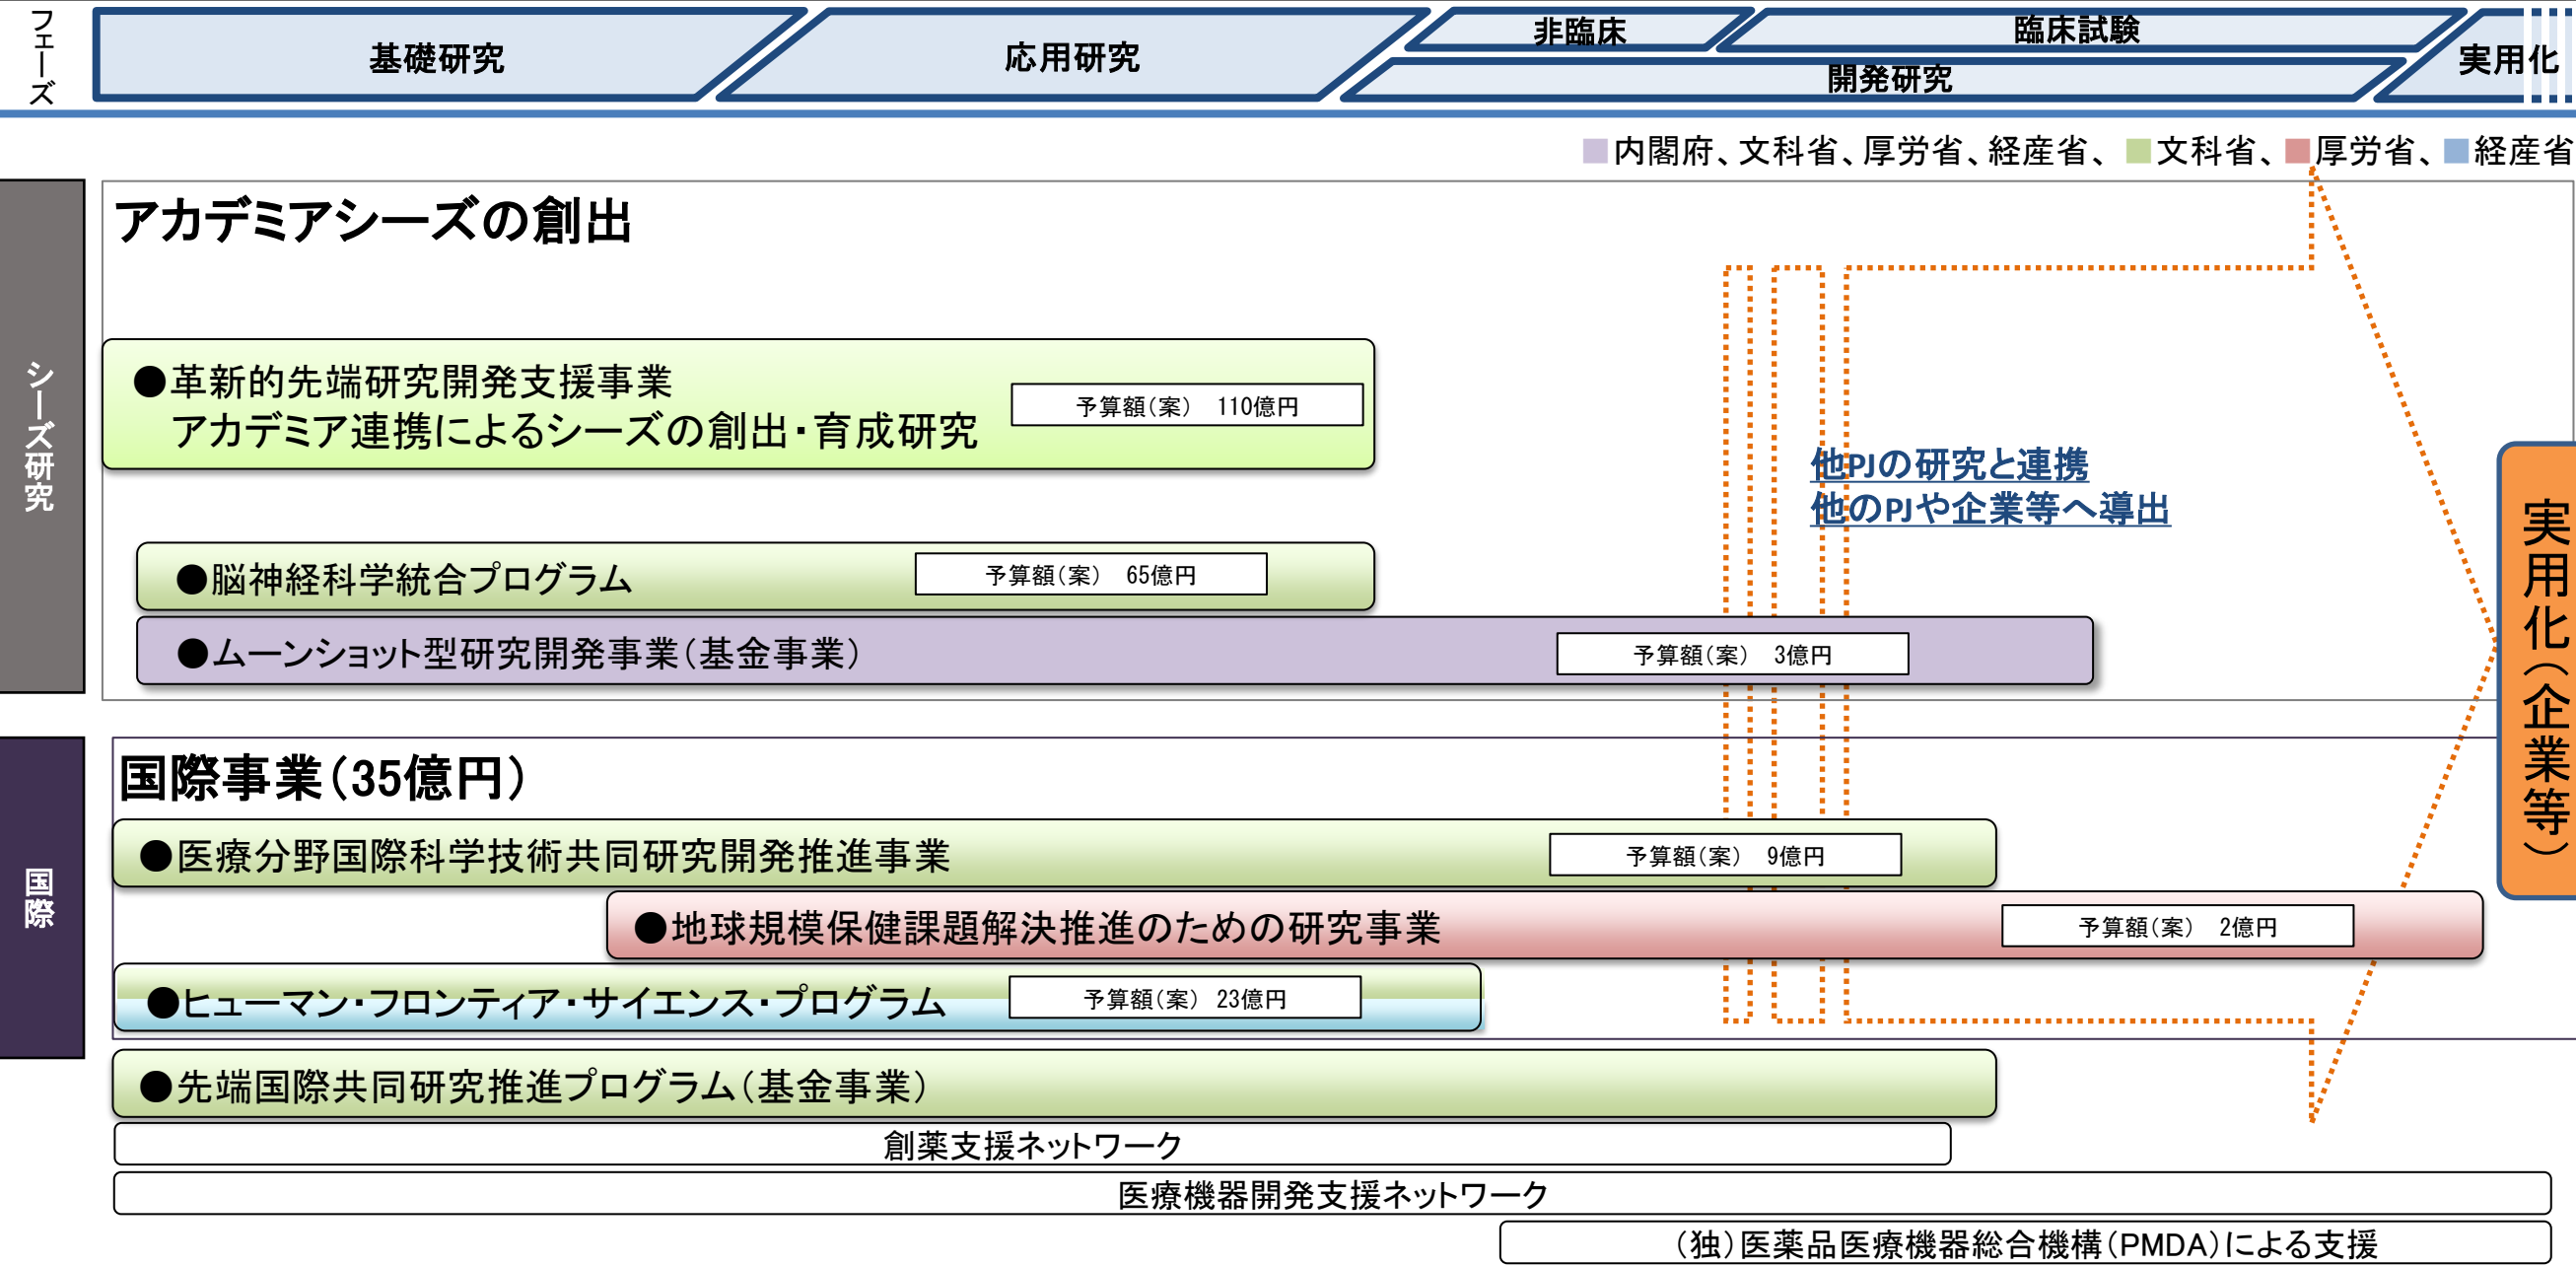 フェーズ
基礎研究
応用研究
非臨床
臨床試験
開発研究
実用化
内閣府、文科省、厚労省、経産省、 文科省、 厚労省、 経産省
シーズ研究
アカデミアシーズの創出
●革新的先端研究開発支援事業
アカデミア連携によるシーズの創出・育成研究
予算額(案) 110億円
他PJの研究と連携
他のPJや企業等へ導出
●脳神経科学統合プログラム
予算額(案) 65億円
●ムーンショット型研究開発事業(基金事業)
予算額(案) 3億円
実用化(企業等)
国際
国際事業(35億円)
●医療分野国際科学技術共同研究開発推進事業
予算額(案) 9億円
●地球規模保健課題解決推進のための研究事業
予算額(案) 2億円
●ヒューマン・フロンティア・サイエンス・プログラム
予算額(案) 23億円
●先端国際共同研究推進プログラム(基金事業)
創薬支援ネットワーク
医療機器開発支援ネットワーク
(独)医薬品医療機器総合機構(PMDA)による支援